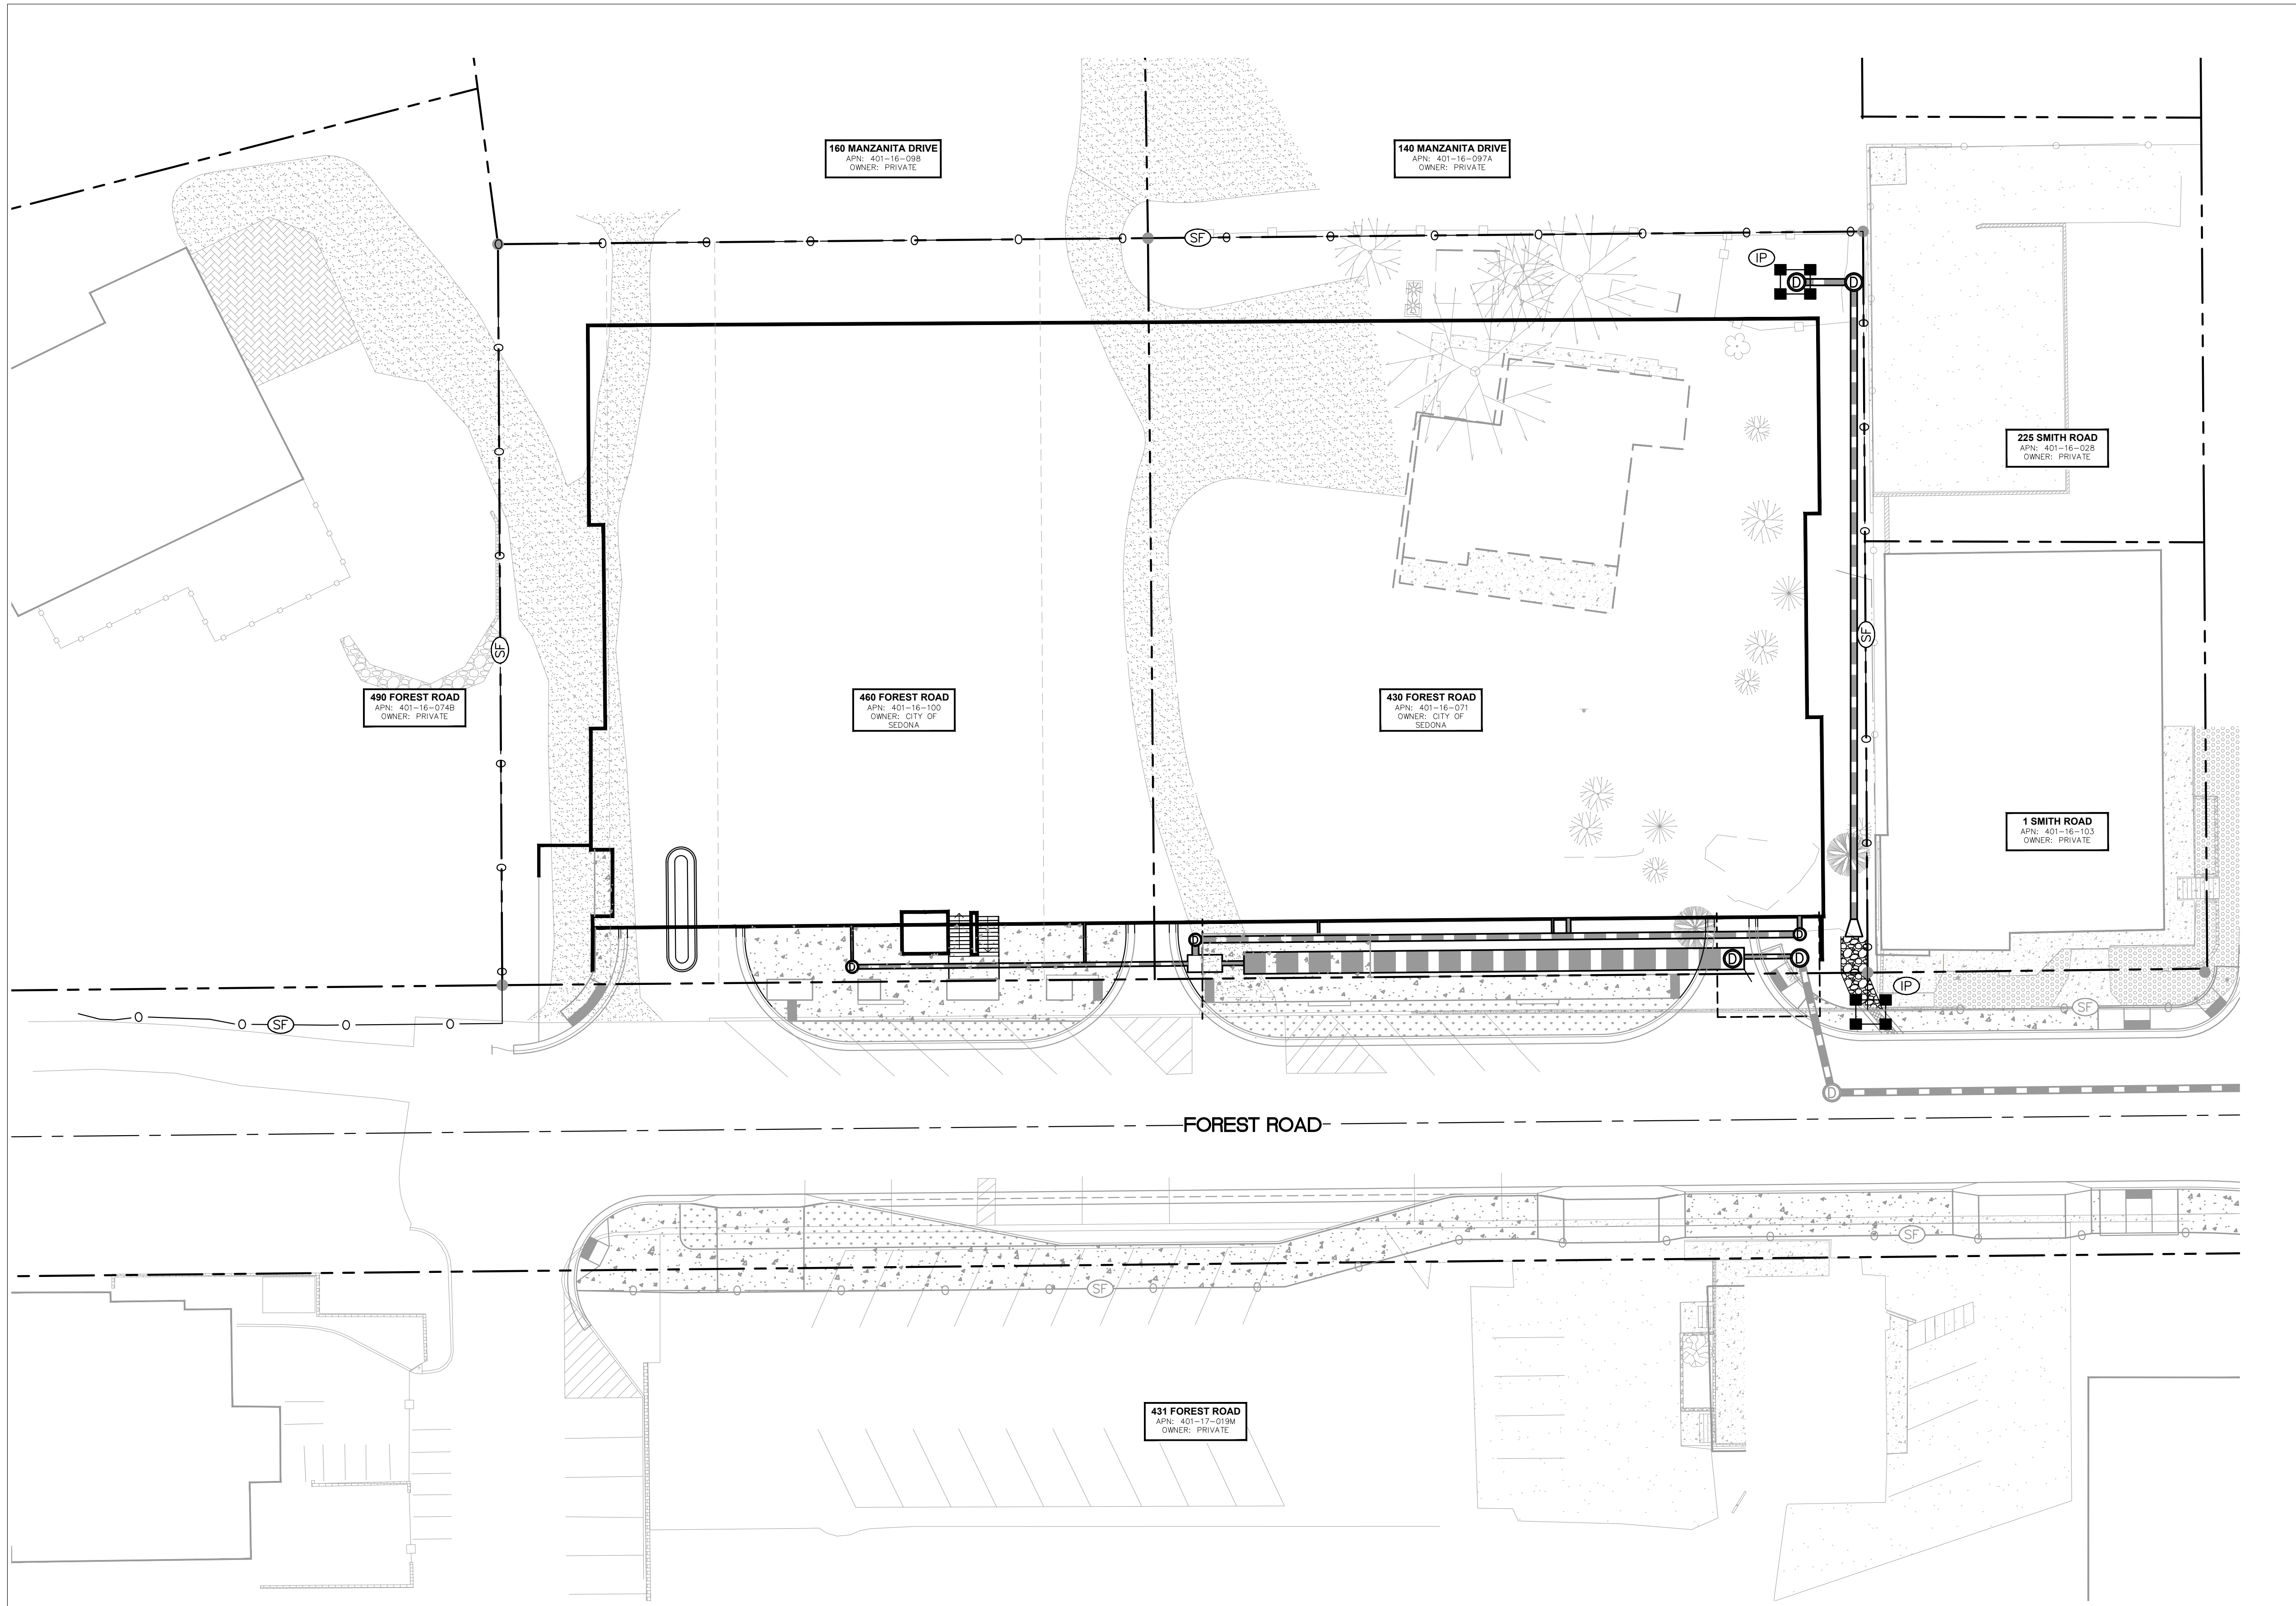 160 MANZANITA DRIVE
APN: 401-16-098
OWNER: PRIVATE
140 MANZANITA DRIVE
APN: 401-16-097A
OWNER: PRIVATE
SF
IP
D
D
225 SMITH ROAD
APN: 401-16-028
OWNER: PRIVATE
SF
SF
490 FOREST ROAD
APN: 401-16-074B
OWNER: PRIVATE
460 FOREST ROAD
APN: 401-16-100
OWNER: CITY OF
SEDONA
430 FOREST ROAD
APN: 401-16-071
OWNER: CITY OF
SEDONA
1 SMITH ROAD
APN: 401-16-103
OWNER: PRIVATE
D
D
D
D
D
IP
SF
SF
D
FOREST ROAD
SF
SF
431 FOREST ROAD
APN: 401-17-019M
OWNER: PRIVATE